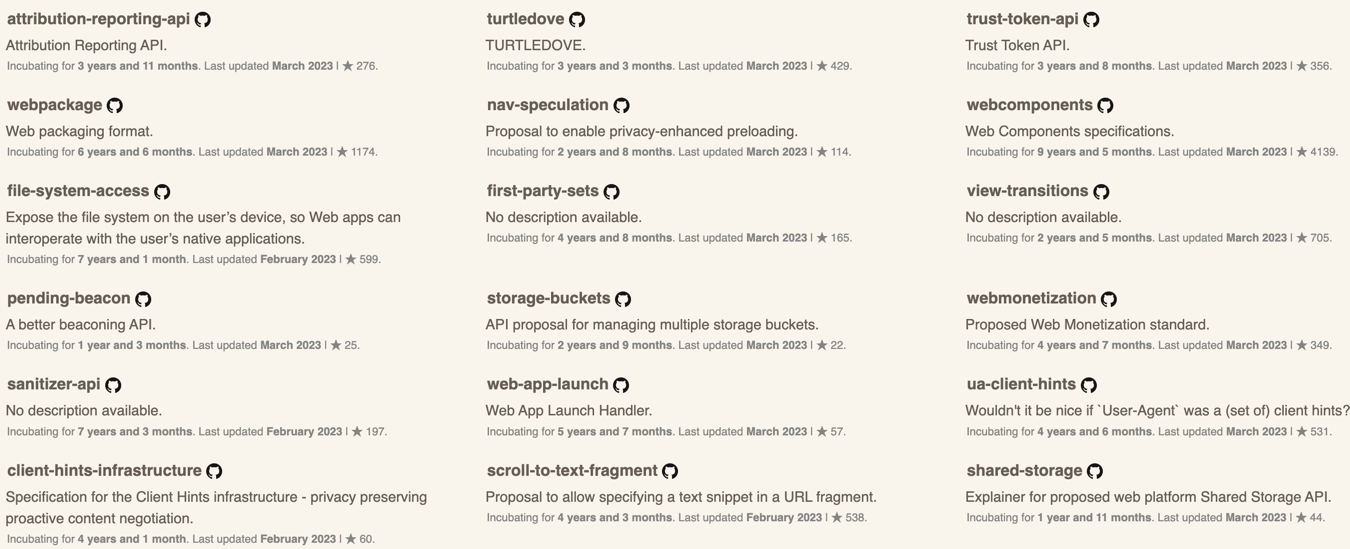 attribution-reporting-api
Attribution Reporting API.
Incubating for 3 years and 11 months. Last updated March 2023 | ★ 276.
turtledove
TURTLEDOVE.
Incubating for 3 years and 3 months. Last updated March 2023 | ★ 429.
trust-token-api
Trust Token API.
Incubating for 3 years and 8 months. Last updated March 2023 | ★ 356.
webpackage
Web packaging format.
Incubating for 6 years and 6 months. Last updated March 2023 | ★ 1174.
nav-speculation
Proposal to enable privacy-enhanced preloading.
Incubating for 2 years and 8 months. Last updated March 2023 | ★ 114.
webcomponents
Web Components specifications.
Incubating for 9 years and 5 months. Last updated March 2023 | ★ 4139.
file-system-access
Expose the file system on the user’s device, so Web apps can
interoperate with the user’s native applications.
Incubating for 7 years and 1 month. Last updated February 2023 | ★ 599.
first-party-sets
No description available.
Incubating for 4 years and 8 months. Last updated March 2023 | ★ 165.
view-transitions
No description available.
Incubating for 2 years and 5 months. Last updated March 2023 | ★ 705.
pending-beacon
A better beaconing API.
Incubating for 1 year and 3 months. Last updated March 2023 | ★ 25.
storage-buckets
API proposal for managing multiple storage buckets.
Incubating for 2 years and 9 months. Last updated March 2023 | ★ 22.
webmonetization
Proposed Web Monetization standard.
Incubating for 4 years and 7 months. Last updated March 2023 | ★ 349.
sanitizer-api
No description available.
Incubating for 7 years and 3 months. Last updated February 2023 | ★ 197.
web-app-launch
Web App Launch Handler.
Incubating for 5 years and 7 months. Last updated March 2023 | ★ 57.
ua-client-hints
Wouldn't it be nice if `User-Agent` was a (set of) client hints?
Incubating for 4 years and 6 months. Last updated March 2023 | ★ 531.
client-hints-infrastructure
Specification for the Client Hints infrastructure - privacy preserving
proactive content negotiation.
Incubating for 4 years and 1 month. Last updated February 2023 | ★ 60.
scroll-to-text-fragment
Proposal to allow specifying a text snippet in a URL fragment.
Incubating for 4 years and 3 months. Last updated February 2023 | ★ 538.
shared-storage
Explainer for proposed web platform Shared Storage API.
Incubating for 1 year and 11 months. Last updated March 2023 | ★ 44.